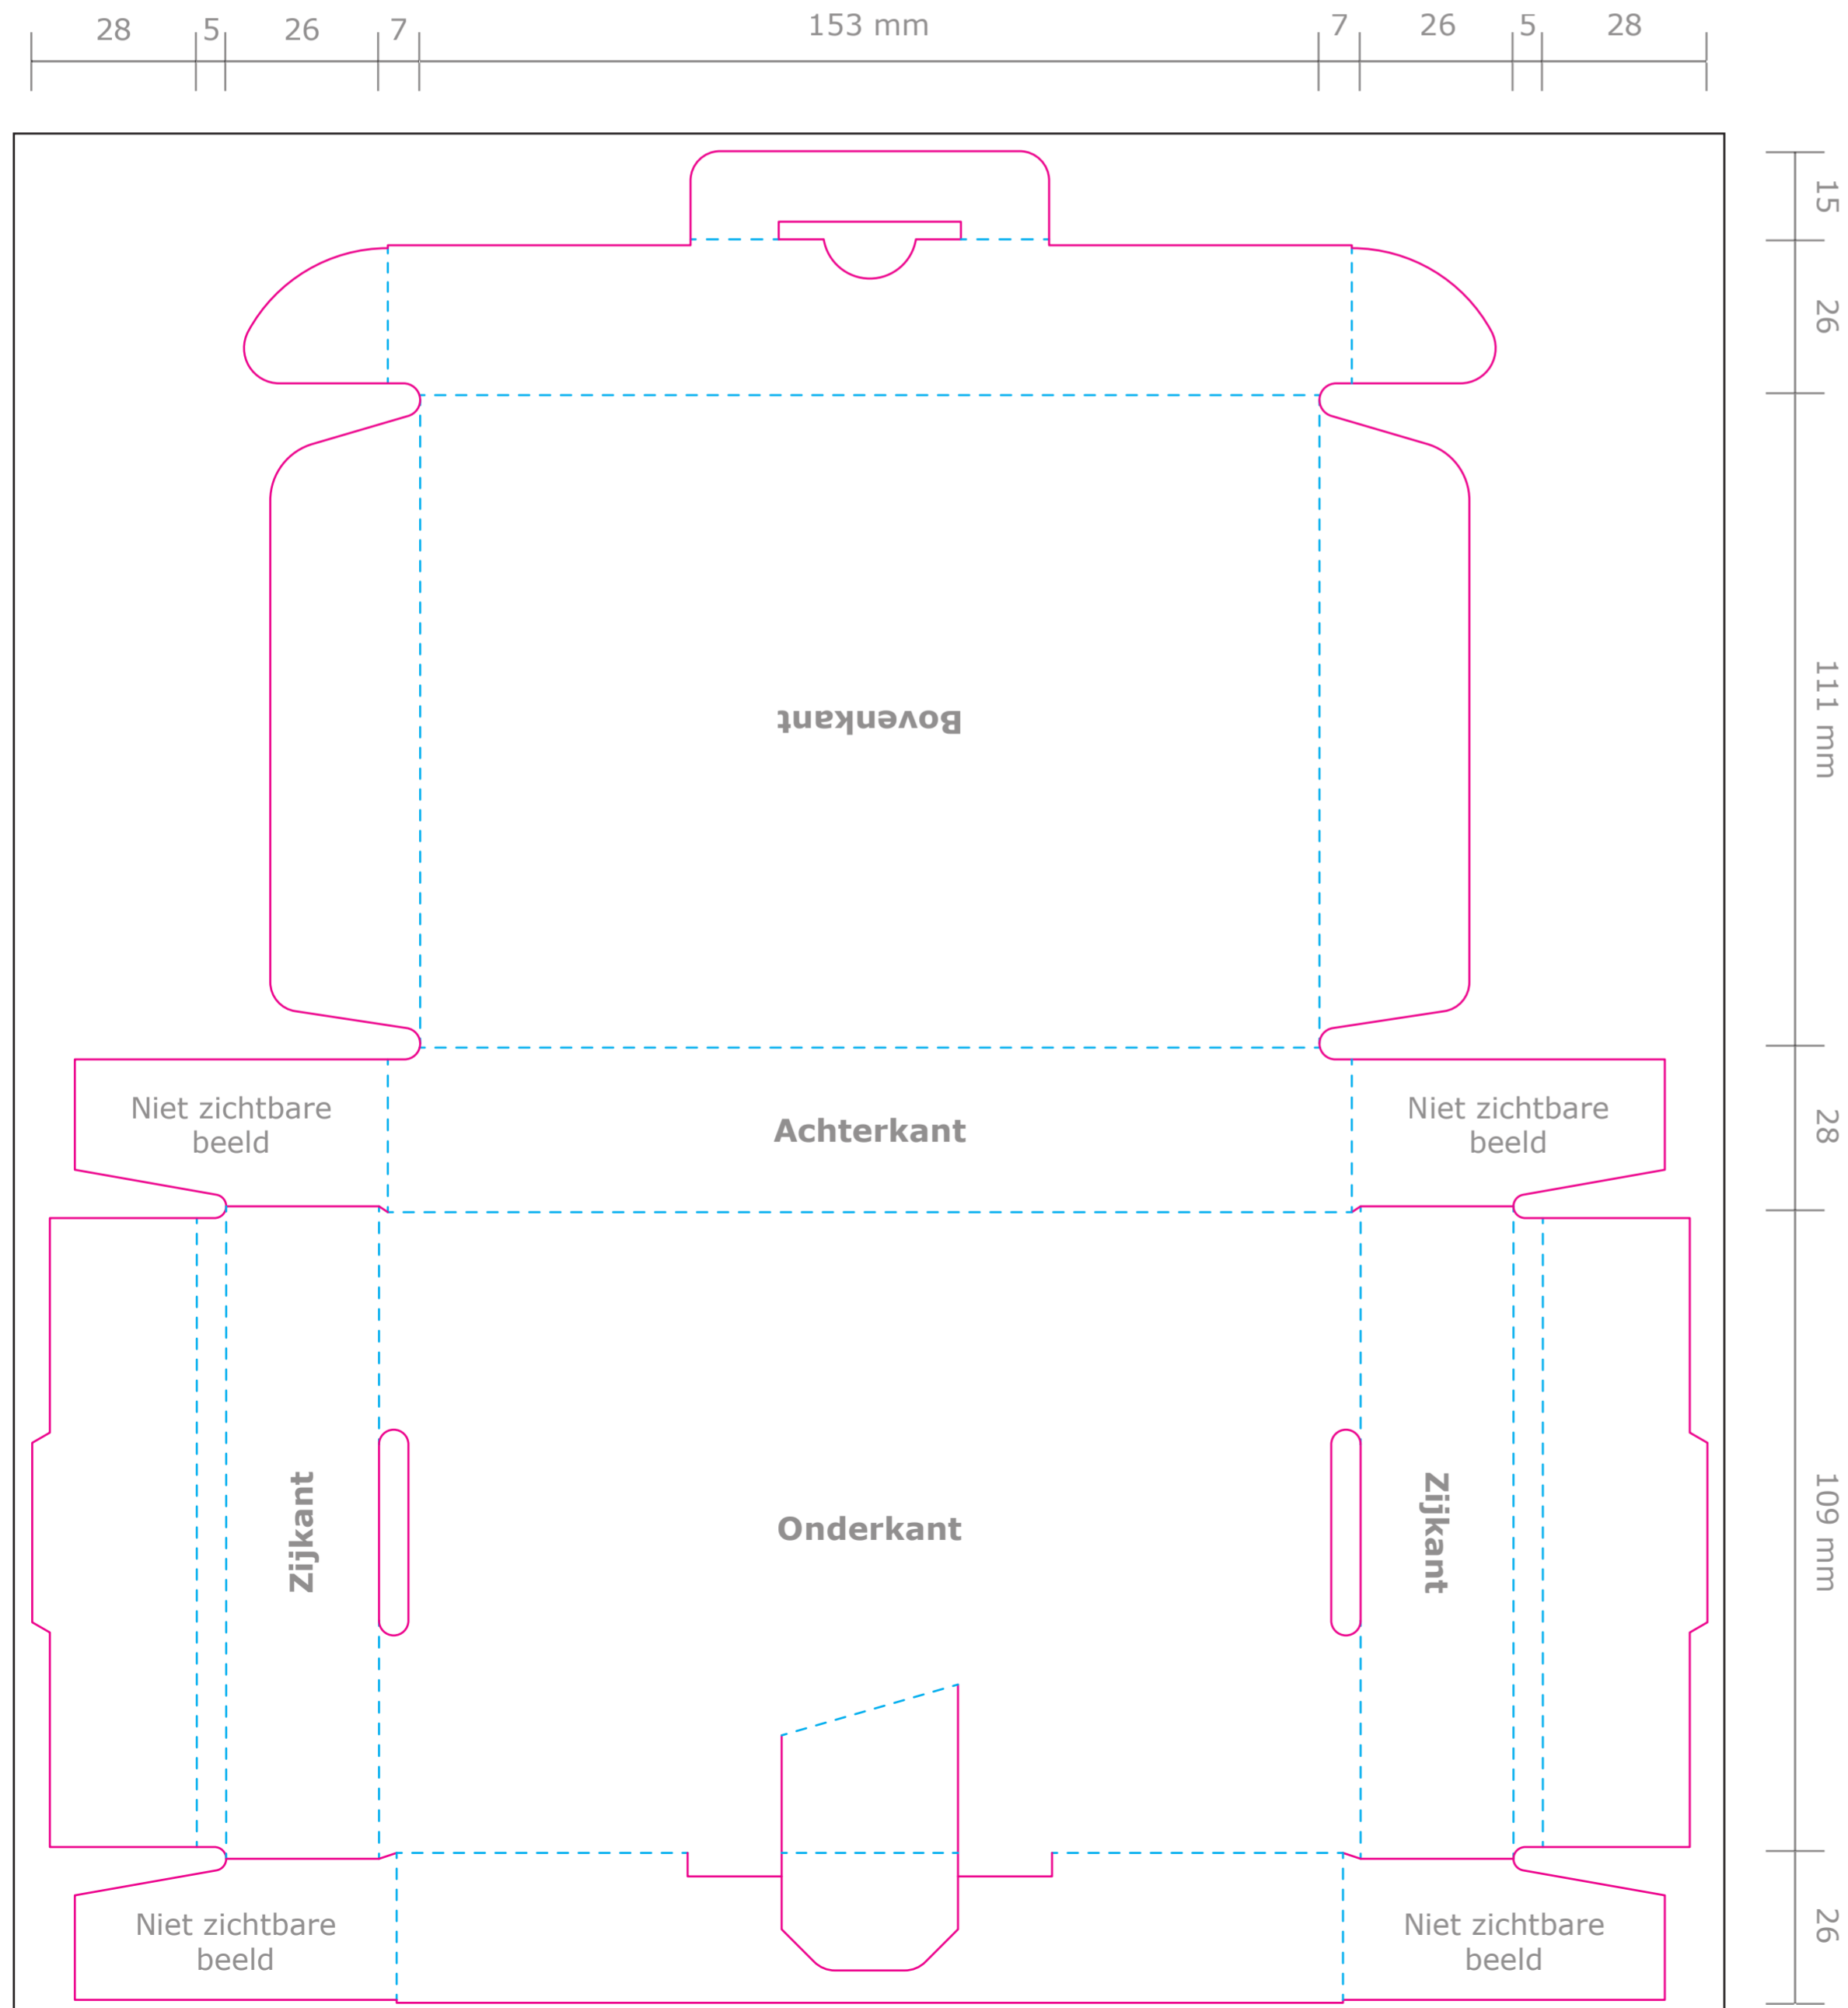 28 5 26 7 153 mm 7 26 5 28
15
26
111 mm
Bovenkant
Niet zichtbare
beeld
Achterkant
Niet zichtbare
beeld
28
Zijkant
Onderkant
Zijkant
109 mm
Niet zichtbare
beeld
Niet zichtbare
beeld
26